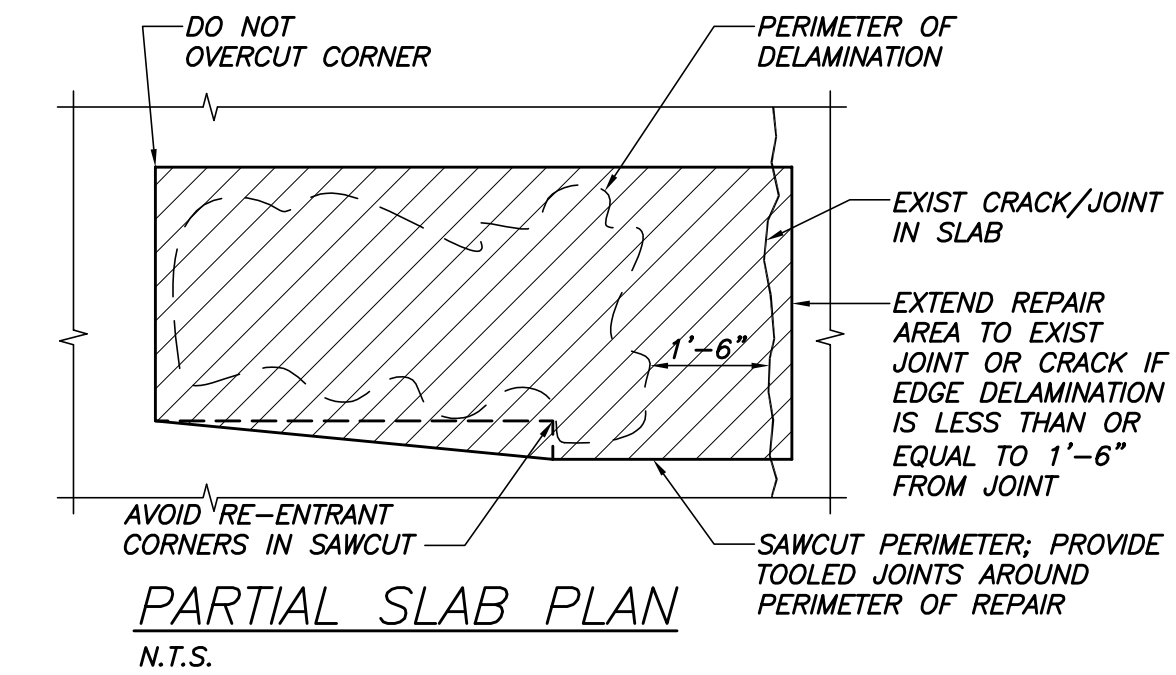 DO NOT
OVERCUT CORNER
PERIMETER OF
DELAMINATION
EXIST CRACK/JOINT
IN SLAB
EXTEND REPAIR
AREA TO EXIST
JOINT OR CRACK IF
EDGE DELAMINATION
IS LESS THAN OR
EQUAL TO 1'-6"
FROM JOINT
1'-6"
AVOID RE-ENTRANT
CORNERS IN SAWCUT
SAWCUT PERIMETER; PROVIDE
TOOLED JOINTS AROUND
PERIMETER OF REPAIR
PARTIAL SLAB PLAN
N.T.S.